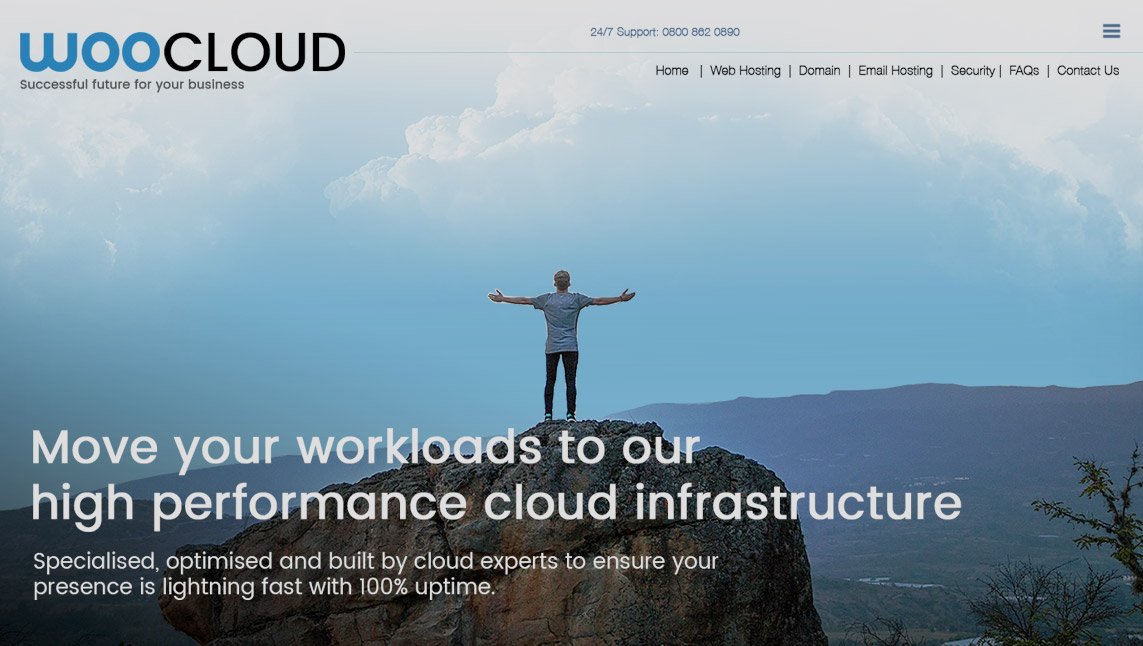 WOOCLOUD
Successful future for your business
24/7 Support: 0800 862 0890
Home | Web Hosting | Domain | Email Hosting | Security | FAQs | Contact Us
Move your workloads to our
high performance cloud infrastructure
Specialised, optimised and built by cloud experts to ensure your
presence is lightning fast with 100% uptime.